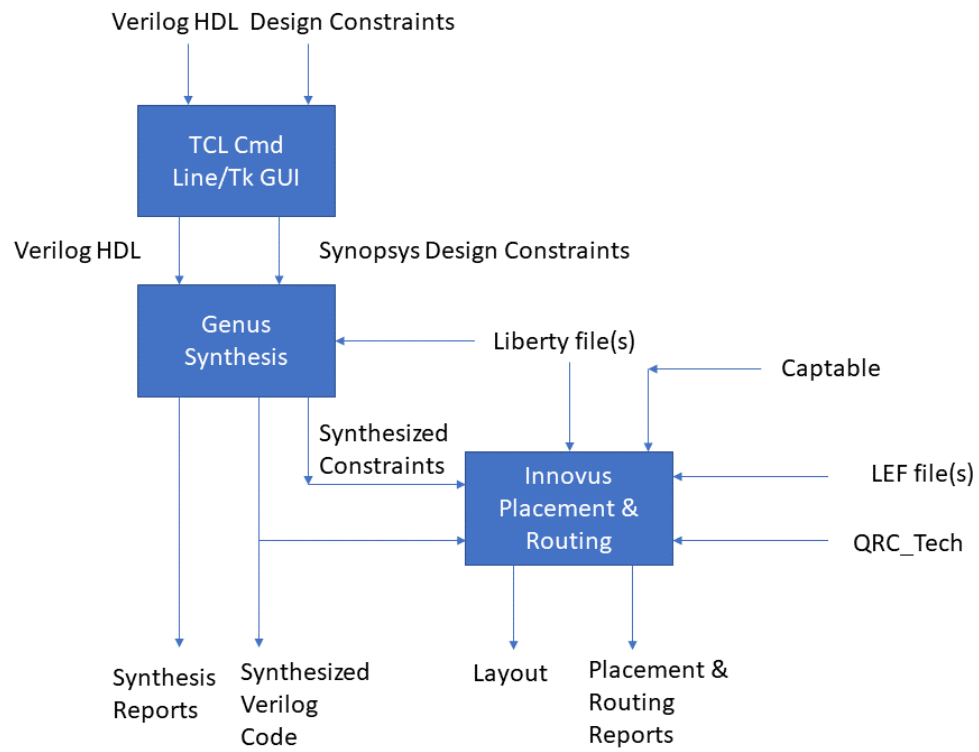 Verilog HDL Design Constraints
TCL Cmd
Line/Tk GUI
Verilog HDL
Synopsys Design Constraints
Genus
Synthesis
Liberty file(s)
Captable
Synthesized
Constraints
Innovus
Placement &
Routing
LEF file(s)
QRC_Tech
Synthesis
Reports
Synthesized
Verilog
Code
Layout
Placement &
Routing
Reports